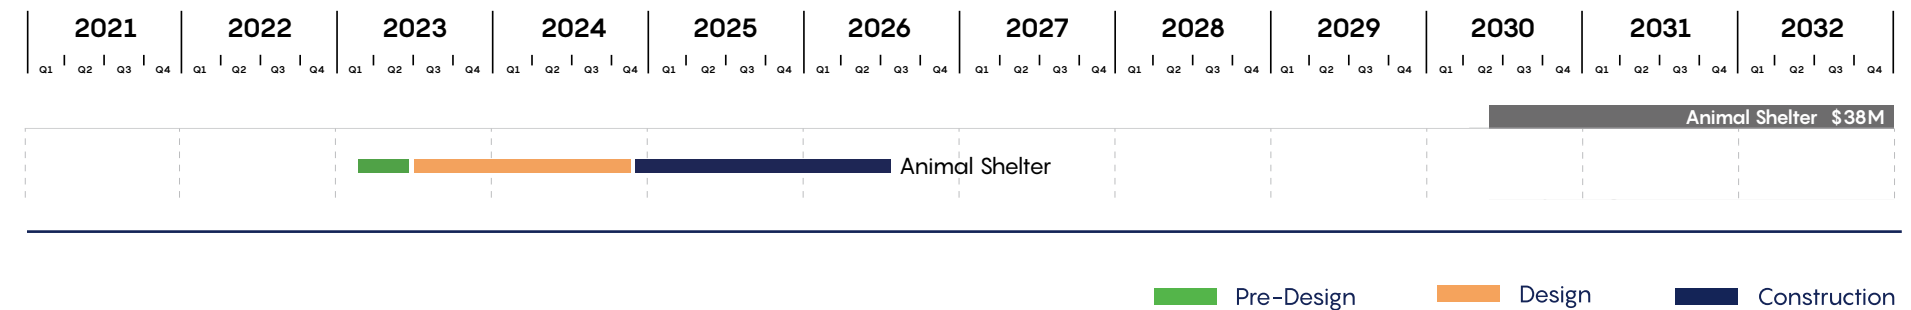 2021 2022 2023 2024 2025 2026 2027 2028 2029 2030 2031 2032
Q1 Q2 Q3 Q4 Q1 Q2 Q3 Q4 Q1 Q2 Q3 Q4 Q1 Q2 Q3 Q4 Q1 Q2 Q3 Q4 Q1 Q2 Q3 Q4 Q1 Q2 Q3 Q4 Q1 Q2 Q3 Q4 Q1 Q2 Q3 Q4 Q1 Q2 Q3 Q4 Q1 Q2 Q3 Q4 Q1 Q2 Q3 Q4
Animal Shelter $38M
Animal Shelter
Pre-Design Design Construction